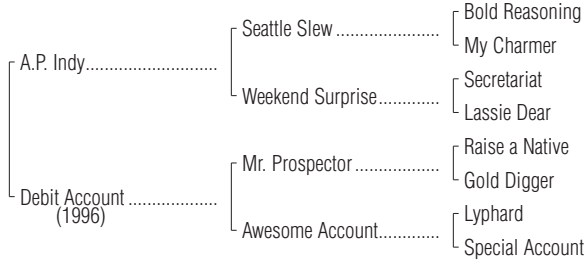 Bold Reasoning
Seattle Slew ......................
My Charmer
A.P. Indy............................
Secretariat
Weekend Surprise.............
Lassie Dear
Raise a Native
Mr. Prospector ..................
Gold Digger
Debit Account ...................
(1996)
Lyphard
Awesome Account.............
Special Account